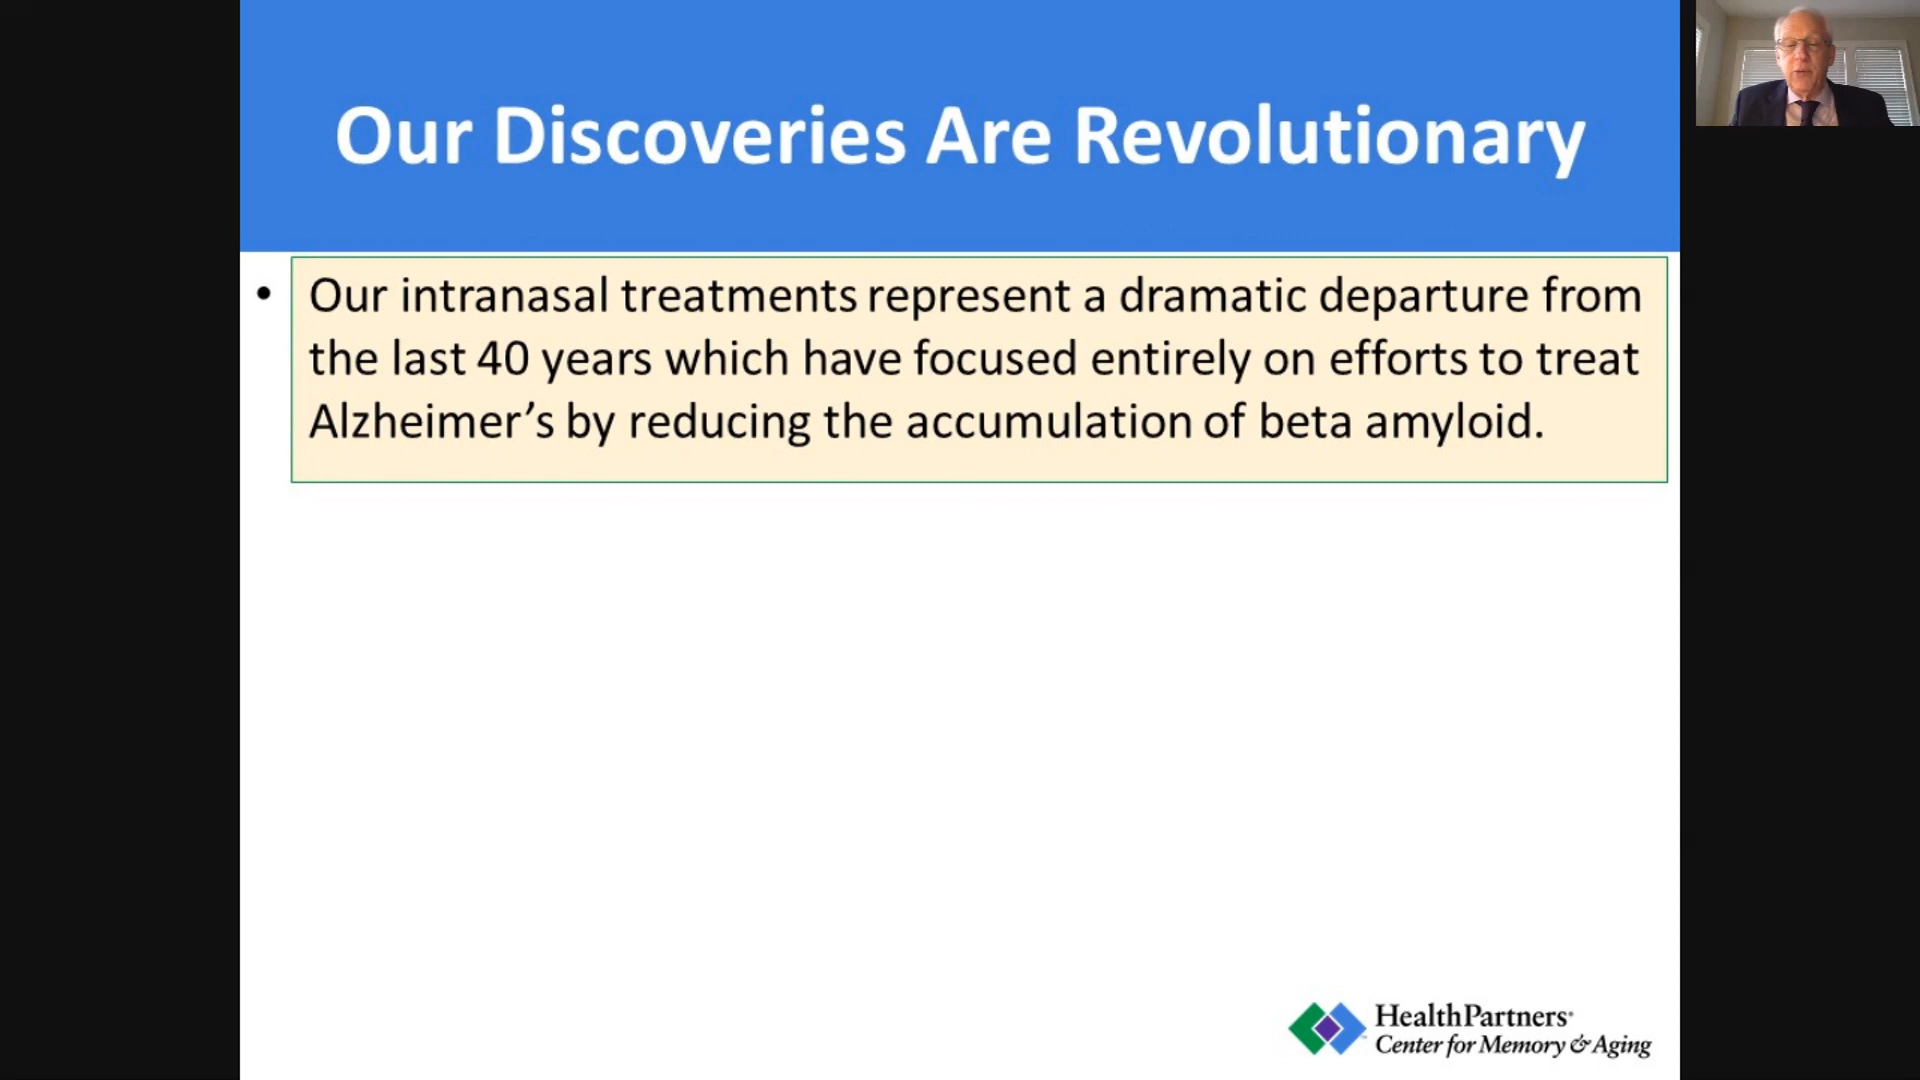 Our Discoveries Are Revolutionary
• Our intranasal treatments represent a dramatic departure from
the last 40 years which have focused entirely on efforts to treat
Alzheimer’s by reducing the accumulation of beta amyloid.
HealthPartners®
Center for Memory & Aging